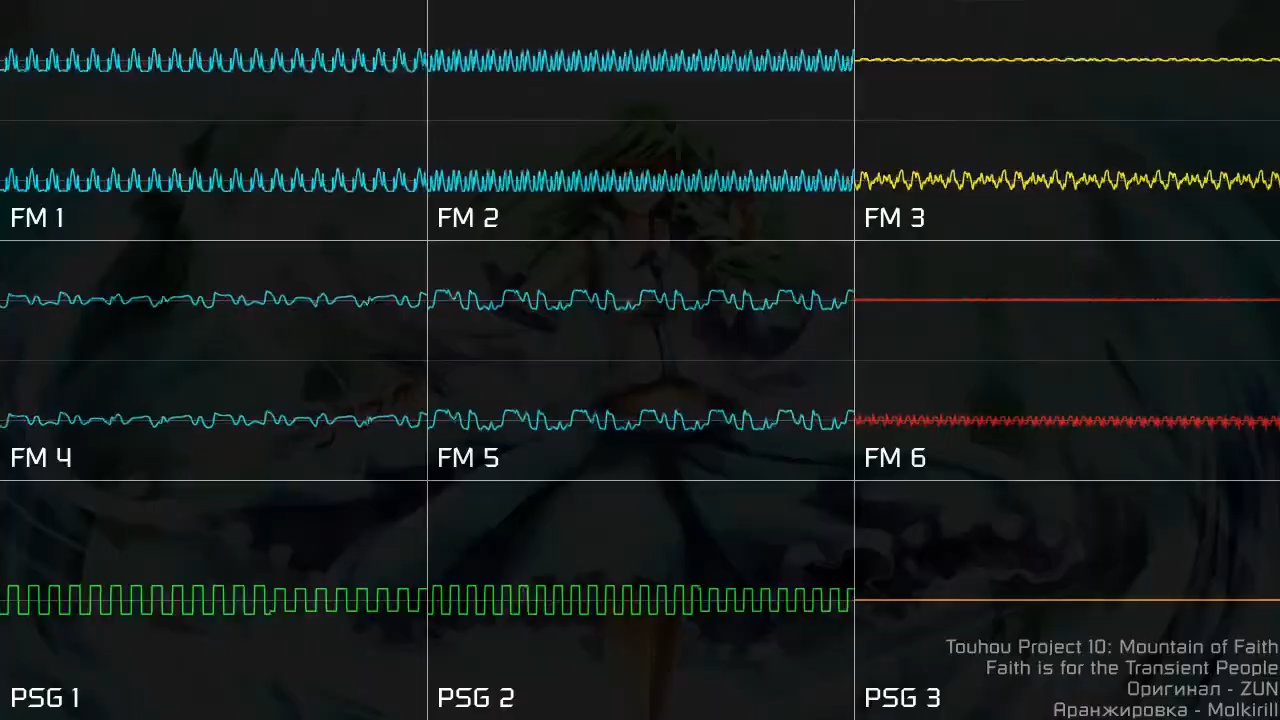 FM 1
FM 2
FM 3
FM 4
FM 5
FM 6
PSG 1
PSG 2
PSG 3
Touhou Project 10: Mountain of Faith
Faith is for the Transient People
Оригинал - ZUN
Аранжировка - Molkirill